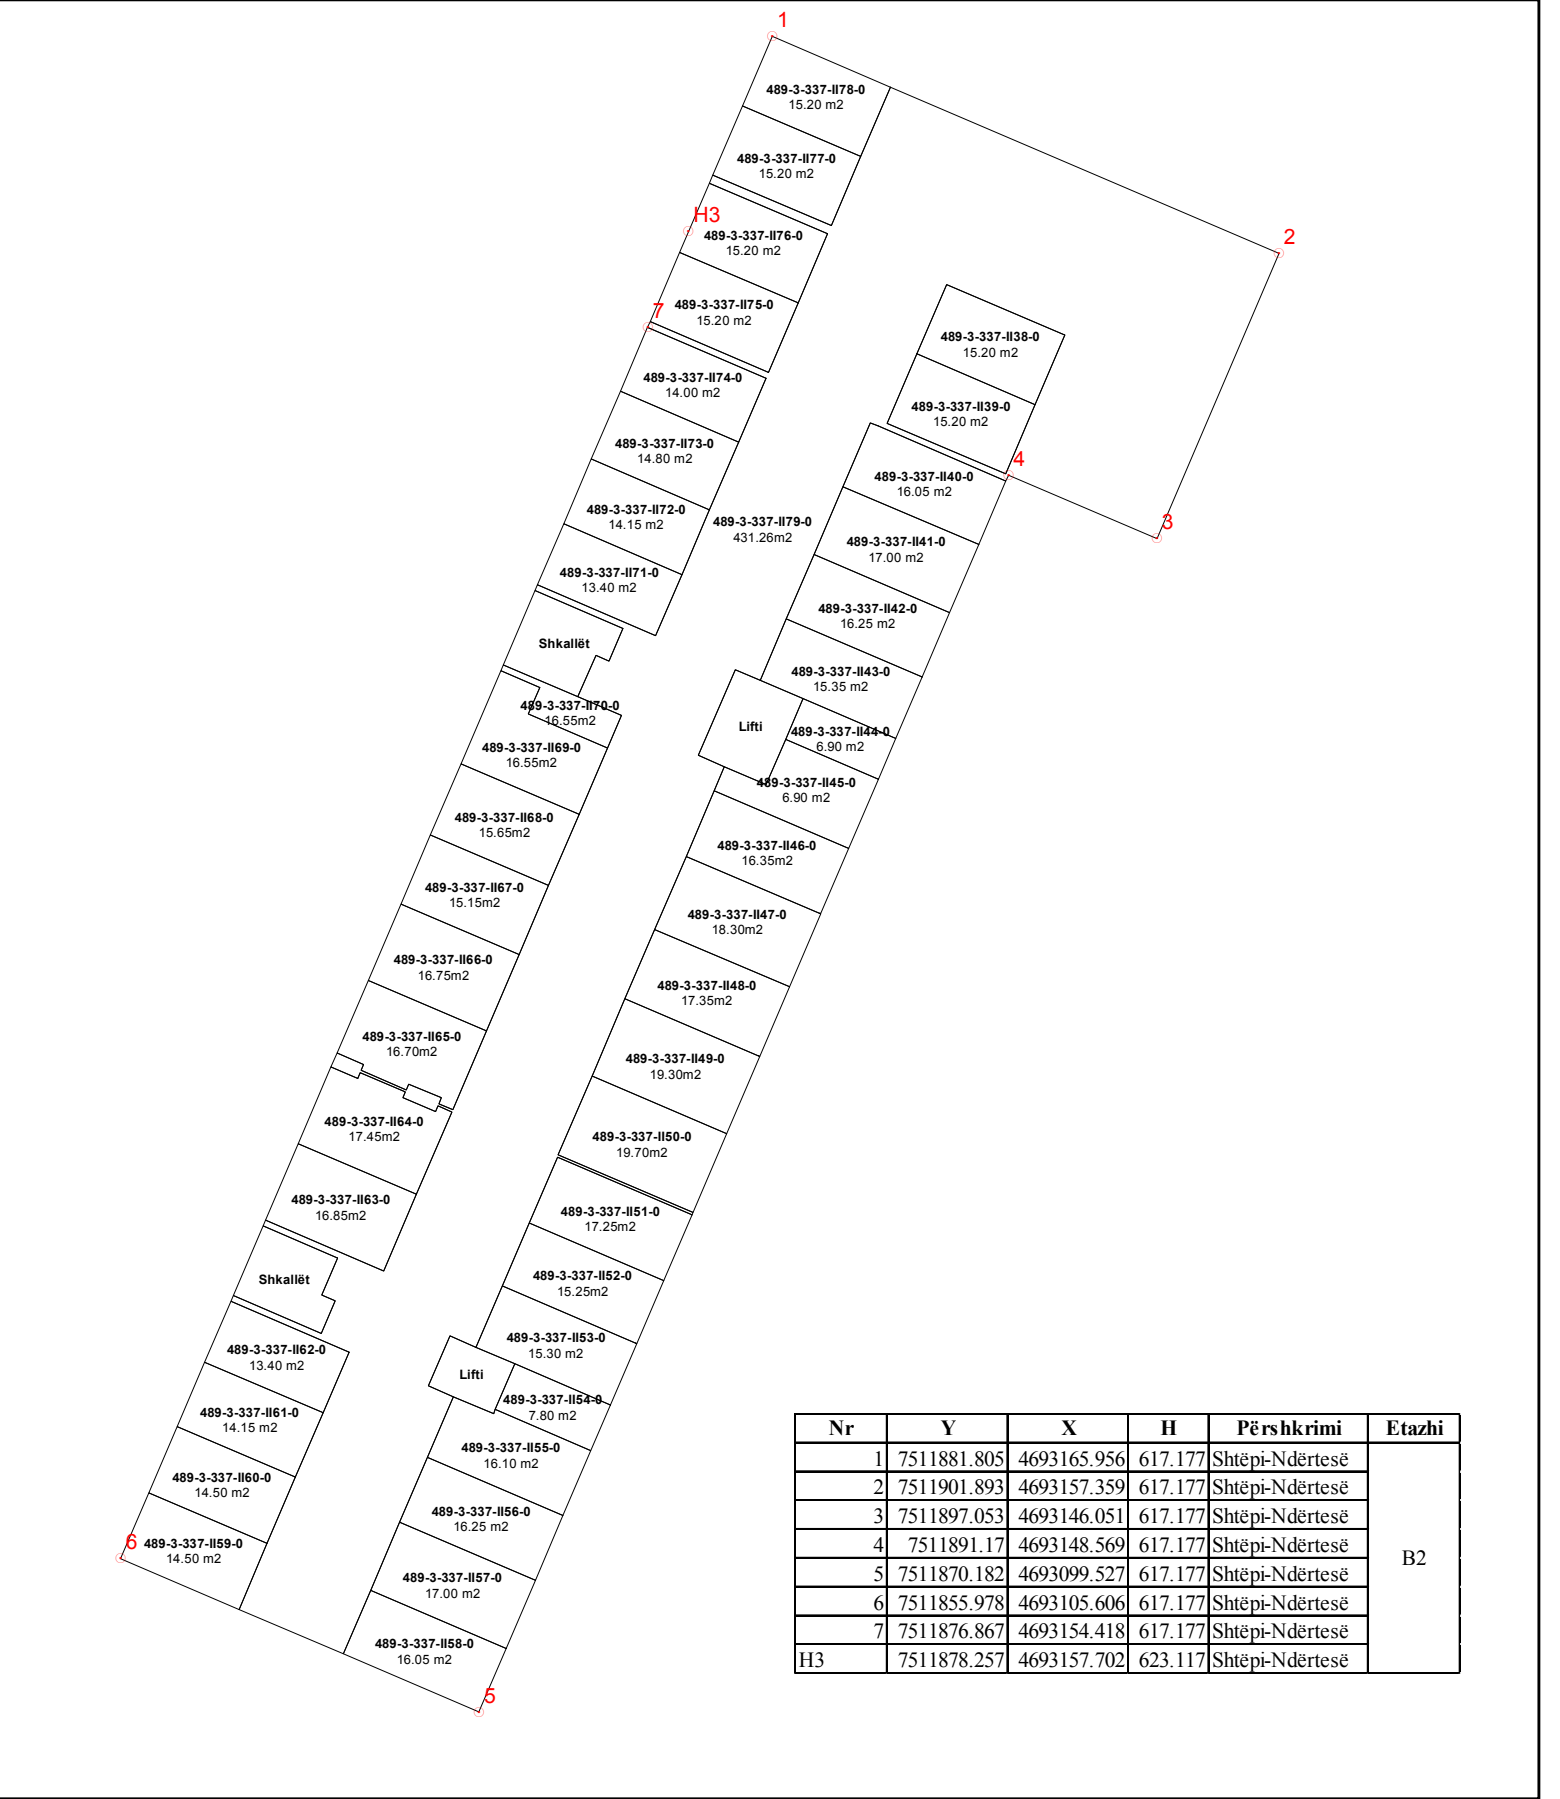 1
489-3-337-II78-0
15.20 m2
489-3-337-II77-0
15.20 m2
H3
489-3-337-II76-0
15.20 m2
2
7
489-3-337-II75-0
15.20 m2
489-3-337-II38-0
15.20 m2
489-3-337-II74-0
14.00 m2
489-3-337-II39-0
15.20 m2
489-3-337-II73-0
14.80 m2
4
489-3-337-II40-0
16.05 m2
489-3-337-II72-0
14.15 m2
489-3-337-II79-0
431.26m2
3
489-3-337-II41-0
17.00 m2
489-3-337-II71-0
13.40 m2
489-3-337-II42-0
16.25 m2
Shkallët
489-3-337-II43-0
15.35 m2
489-3-337-II70-0
16.55m2
Lifti
489-3-337-II44-0
6.90 m2
489-3-337-II69-0
16.55m2
489-3-337-II45-0
6.90 m2
489-3-337-II68-0
15.65m2
489-3-337-II46-0
16.35m2
489-3-337-II67-0
15.15m2
489-3-337-II47-0
18.30m2
489-3-337-II66-0
16.75m2
489-3-337-II48-0
17.35m2
489-3-337-II65-0
16.70m2
489-3-337-II49-0
19.30m2
489-3-337-II64-0
17.45m2
489-3-337-II50-0
19.70m2
489-3-337-II63-0
16.85m2
489-3-337-II51-0
17.25m2
Shkallët
489-3-337-II52-0
15.25m2
489-3-337-II62-0
13.40 m2
489-3-337-II53-0
15.30 m2
Lifti
489-3-337-II54-0
7.80 m2
489-3-337-II61-0
14.15 m2
489-3-337-II55-0
16.10 m2
489-3-337-II60-0
14.50 m2
489-3-337-II56-0
16.25 m2
6
489-3-337-II59-0
14.50 m2
489-3-337-II57-0
17.00 m2
489-3-337-II58-0
16.05 m2
5
Nr Y X H Përshkrimi Etazhi
1 7511881.805 4693165.956 617.177 Shtëpi-Ndërtesë
2 7511901.893 4693157.359 617.177 Shtëpi-Ndërtesë
3 7511897.053 4693146.051 617.177 Shtëpi-Ndërtesë
4 7511891.17 4693148.569 617.177 Shtëpi-Ndërtesë
B2
5 7511870.182 4693099.527 617.177 Shtëpi-Ndërtesë
6 7511855.978 4693105.606 617.177 Shtëpi-Ndërtesë
7 7511876.867 4693154.418 617.177 Shtëpi-Ndërtesë
H3 7511878.257 4693157.702 623.117 Shtëpi-Ndërtesë